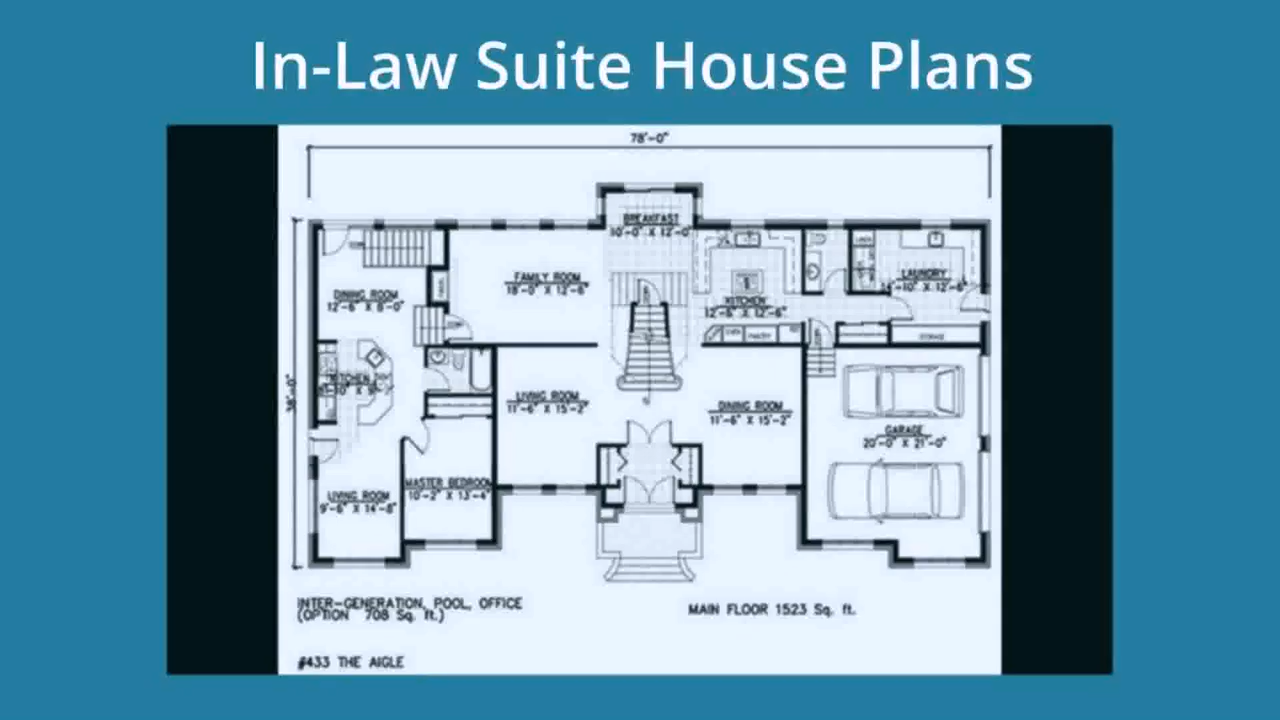 In-Law Suite House Plans
78'-0"
BREAKFAST
10'-0" X 12'-0"
FAMILY ROOM
18'-0" X 12'-6"
LAUNDRY
DINING ROOM
12'-6" X 8'-0"
KITCHEN
12'-6" X 12'-6"
PANTRY
STORAGE
KITCHEN
LIVING ROOM
11'-6" X 15'-2"
DINING ROOM
11'-6" X 15'-2"
GARAGE
20'-0" X 21'-0"
MASTER BEDROOM
10'-2" X 13'-4"
LIVING ROOM
9'-6" X 14'-8"
INTER-GENERATION, POOL, OFFICE
(OPTION 708 Sq. ft.)
MAIN FLOOR 1523 Sq. ft.
#433 THE AIGLE